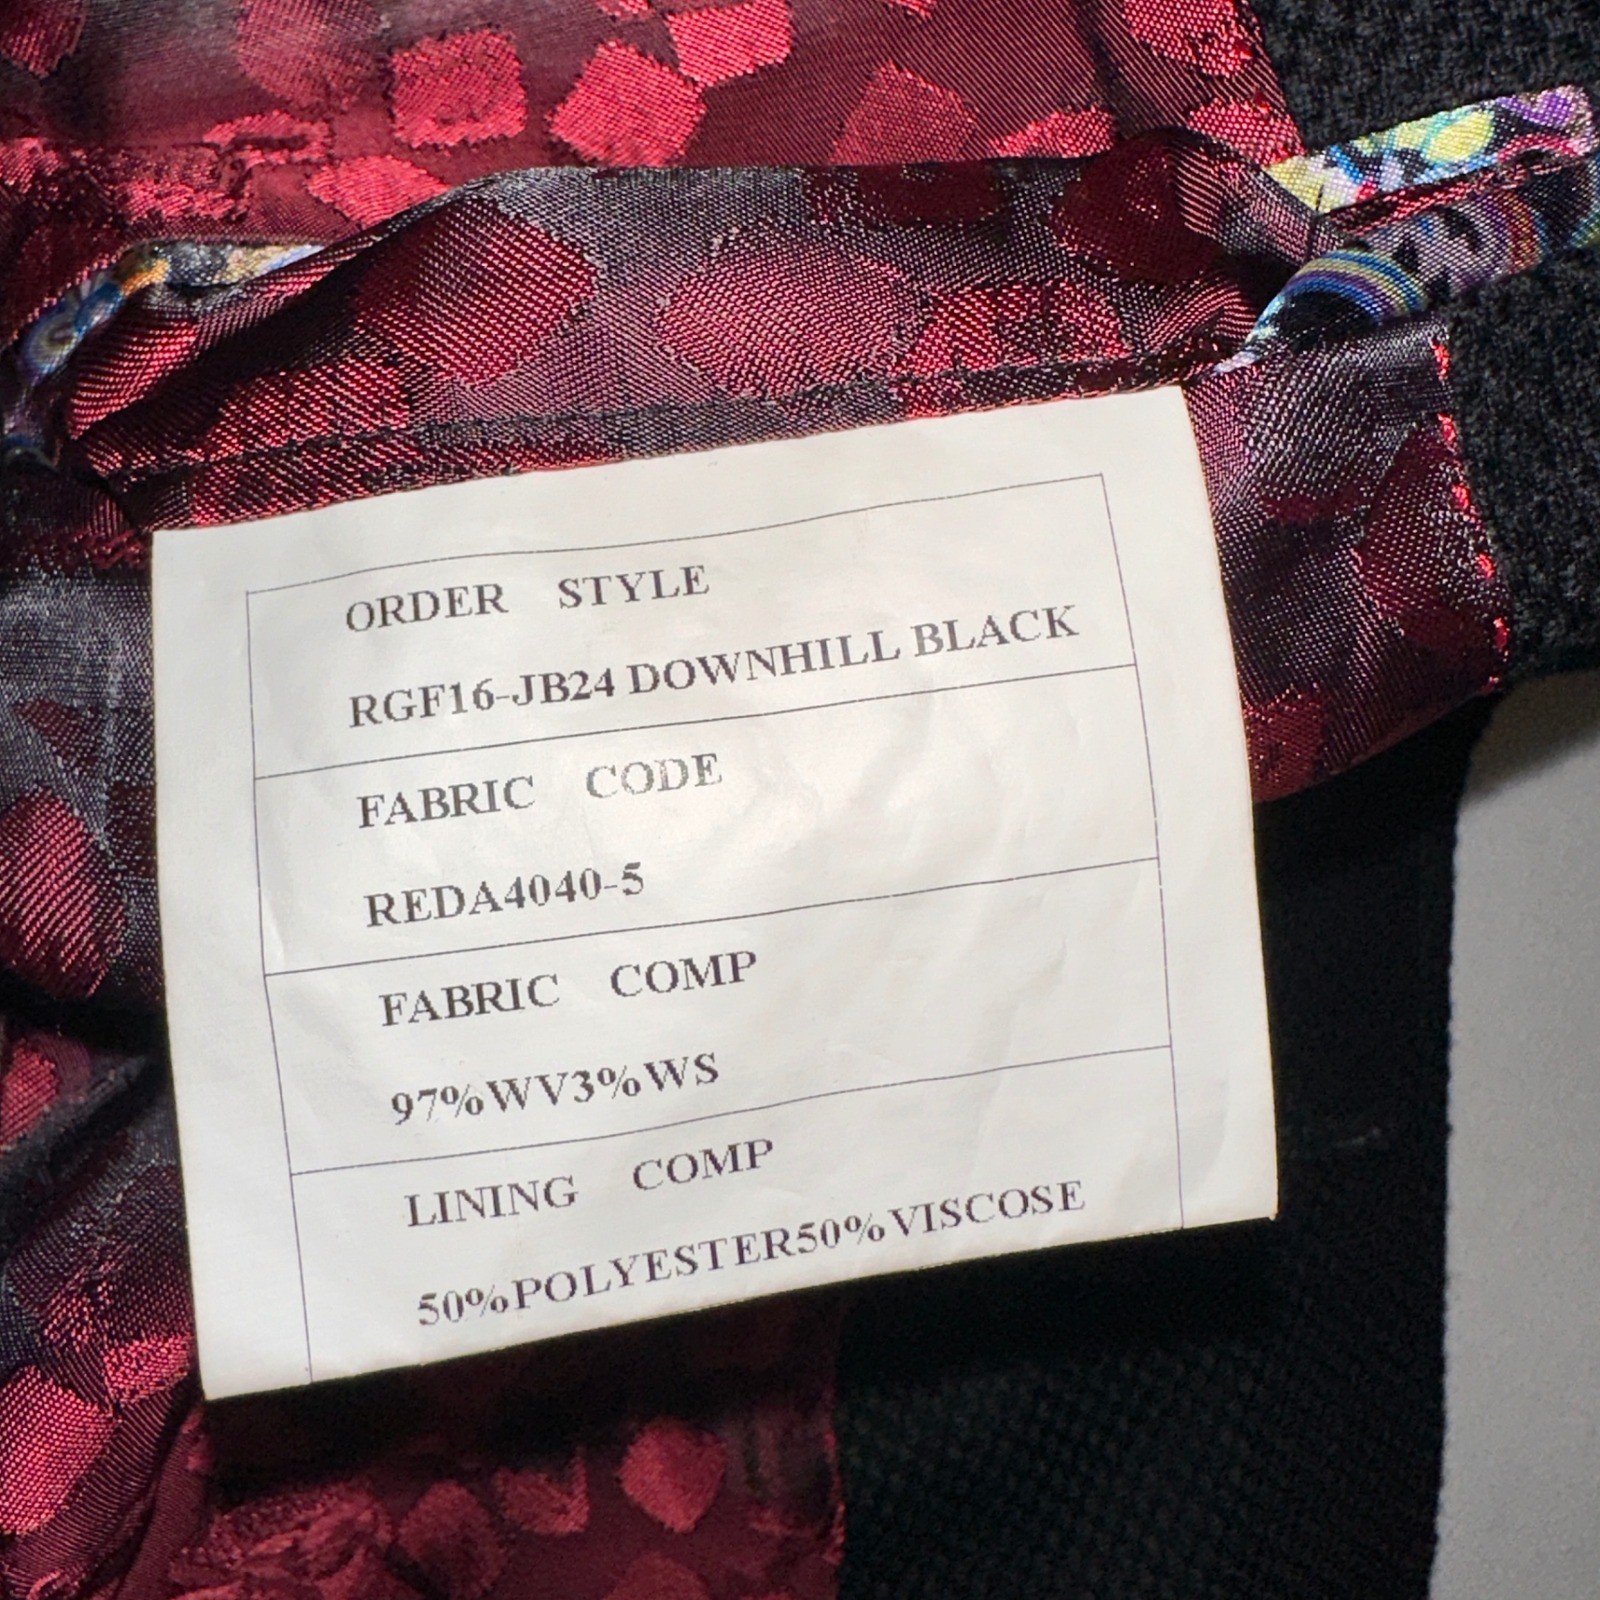 ORDER STYLE
RGF16-JB24 DOWNHILL BLACK
FABRIC CODE
REDA4040-5
FABRIC COMP
97%WV3%WS
LINING COMP
50%POLYESTER50%VISCOSE